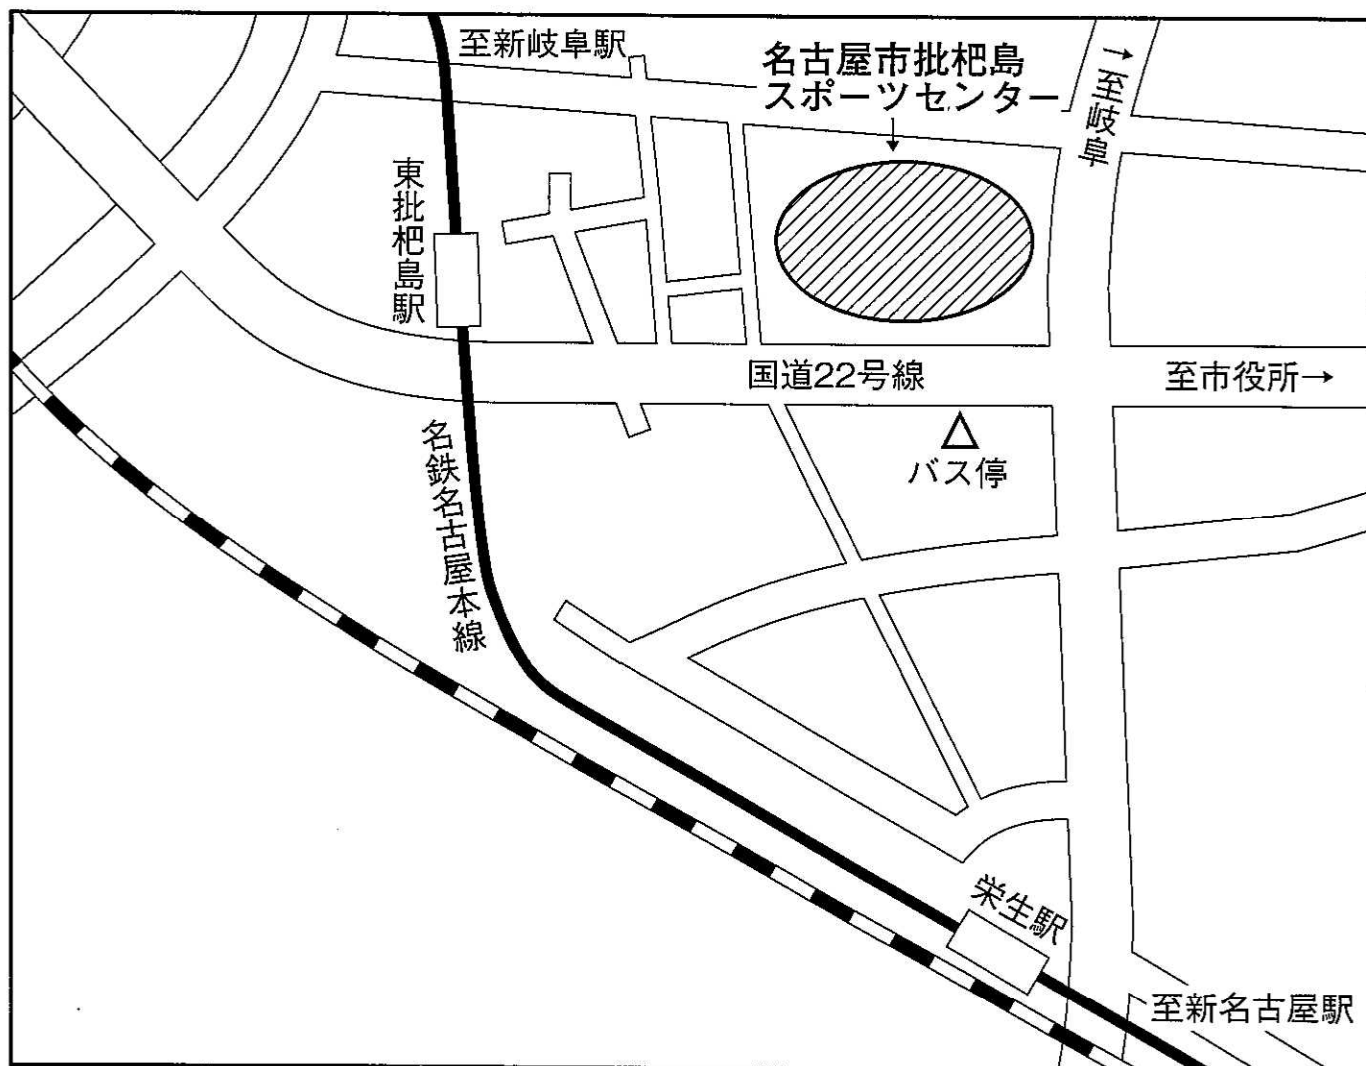 至新岐阜駅
名古屋市批杷島
スポーツセンター
→至岐阜
東批杷島駅
国道22号線
至市役所→
バス停
名鉄名古屋本線
栄生駅
至新名古屋駅